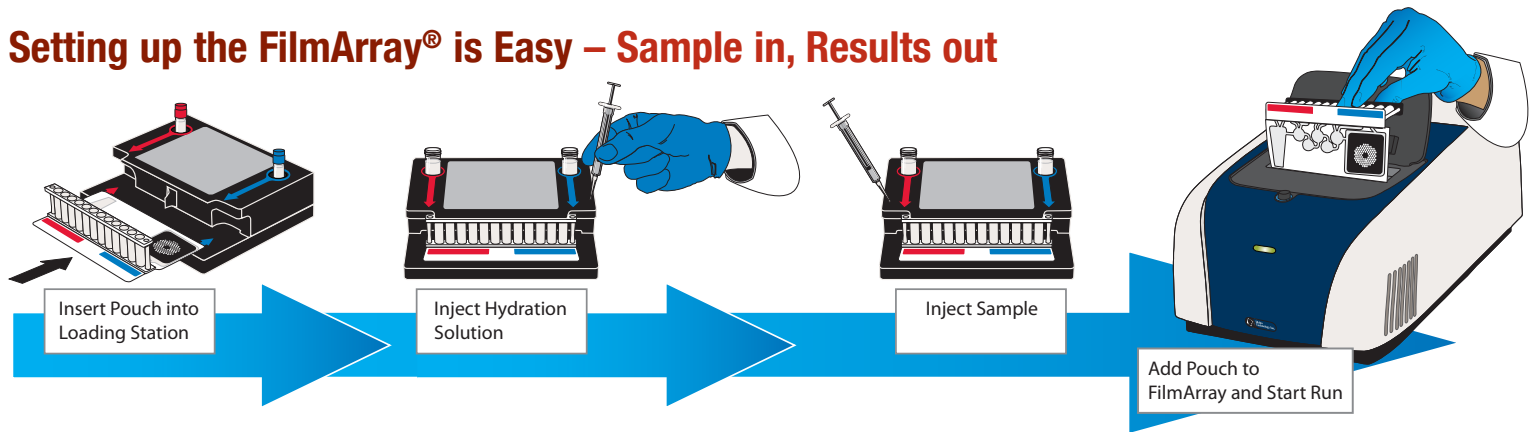 Setting up the FilmArray® is Easy – Sample in, Results out
Insert Pouch into
Loading Station
Inject Hydration
Solution
Inject Sample
Add Pouch to
FilmArray and Start Run